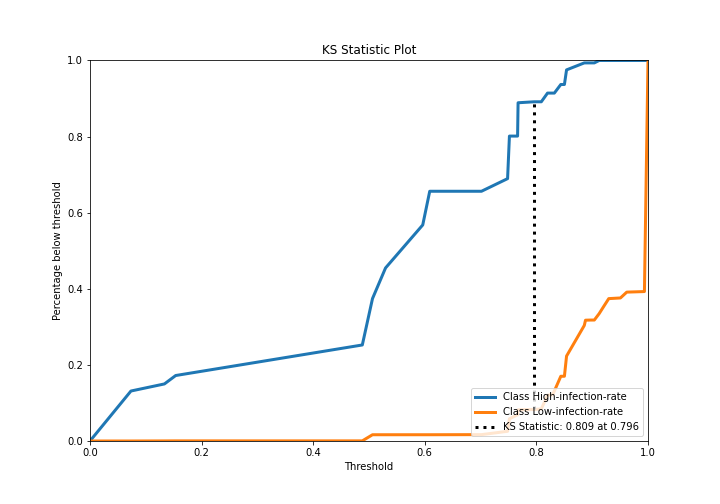 KS Statistic Plot
1.0
0.8
0.6
0.4
0.2
0.0
Percentage below threshold
Class High-infection-rate
Class Low-infection-rate
KS Statistic: 0.809 at 0.796
0.0 0.2 0.4 0.6 0.8 1.0
Threshold